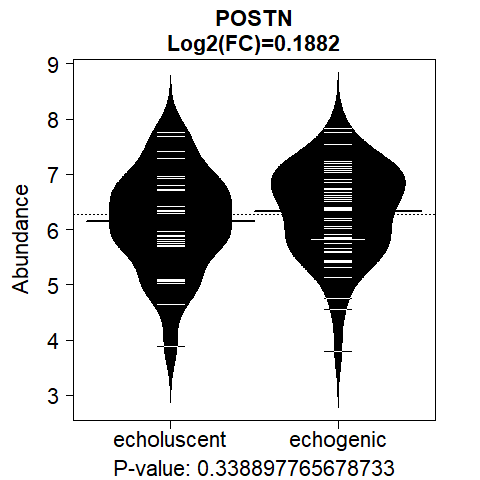 POSTN
Log2(FC)=0.1882
9
8
7
6
5
4
3
Abundance
echoluscent echogenic
P-value: 0.338897765678733